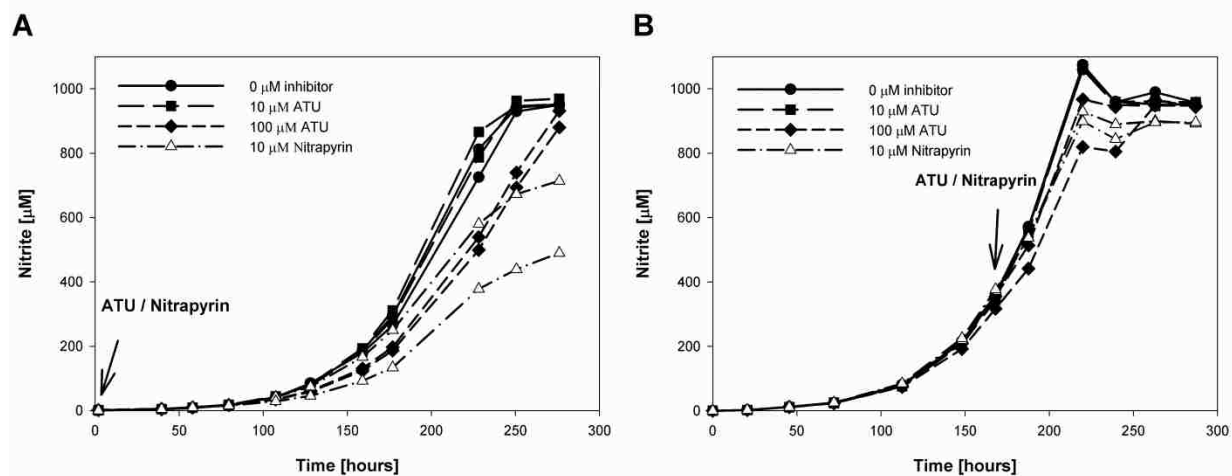 A
0 μM inhibitor
10 μM ATU
100 μM ATU
10 μM Nitrapyrin
ATU / Nitrapyrin
Nitrite [μM]
1000
800
600
400
200
0
0 50 100 150 200 250 300
Time [hours]
B
0 μM inhibitor
10 μM ATU
100 μM ATU
10 μM Nitrapyrin
ATU / Nitrapyrin
Nitrite [μM]
1000
800
600
400
200
0
0 50 100 150 200 250 300
Time [hours]